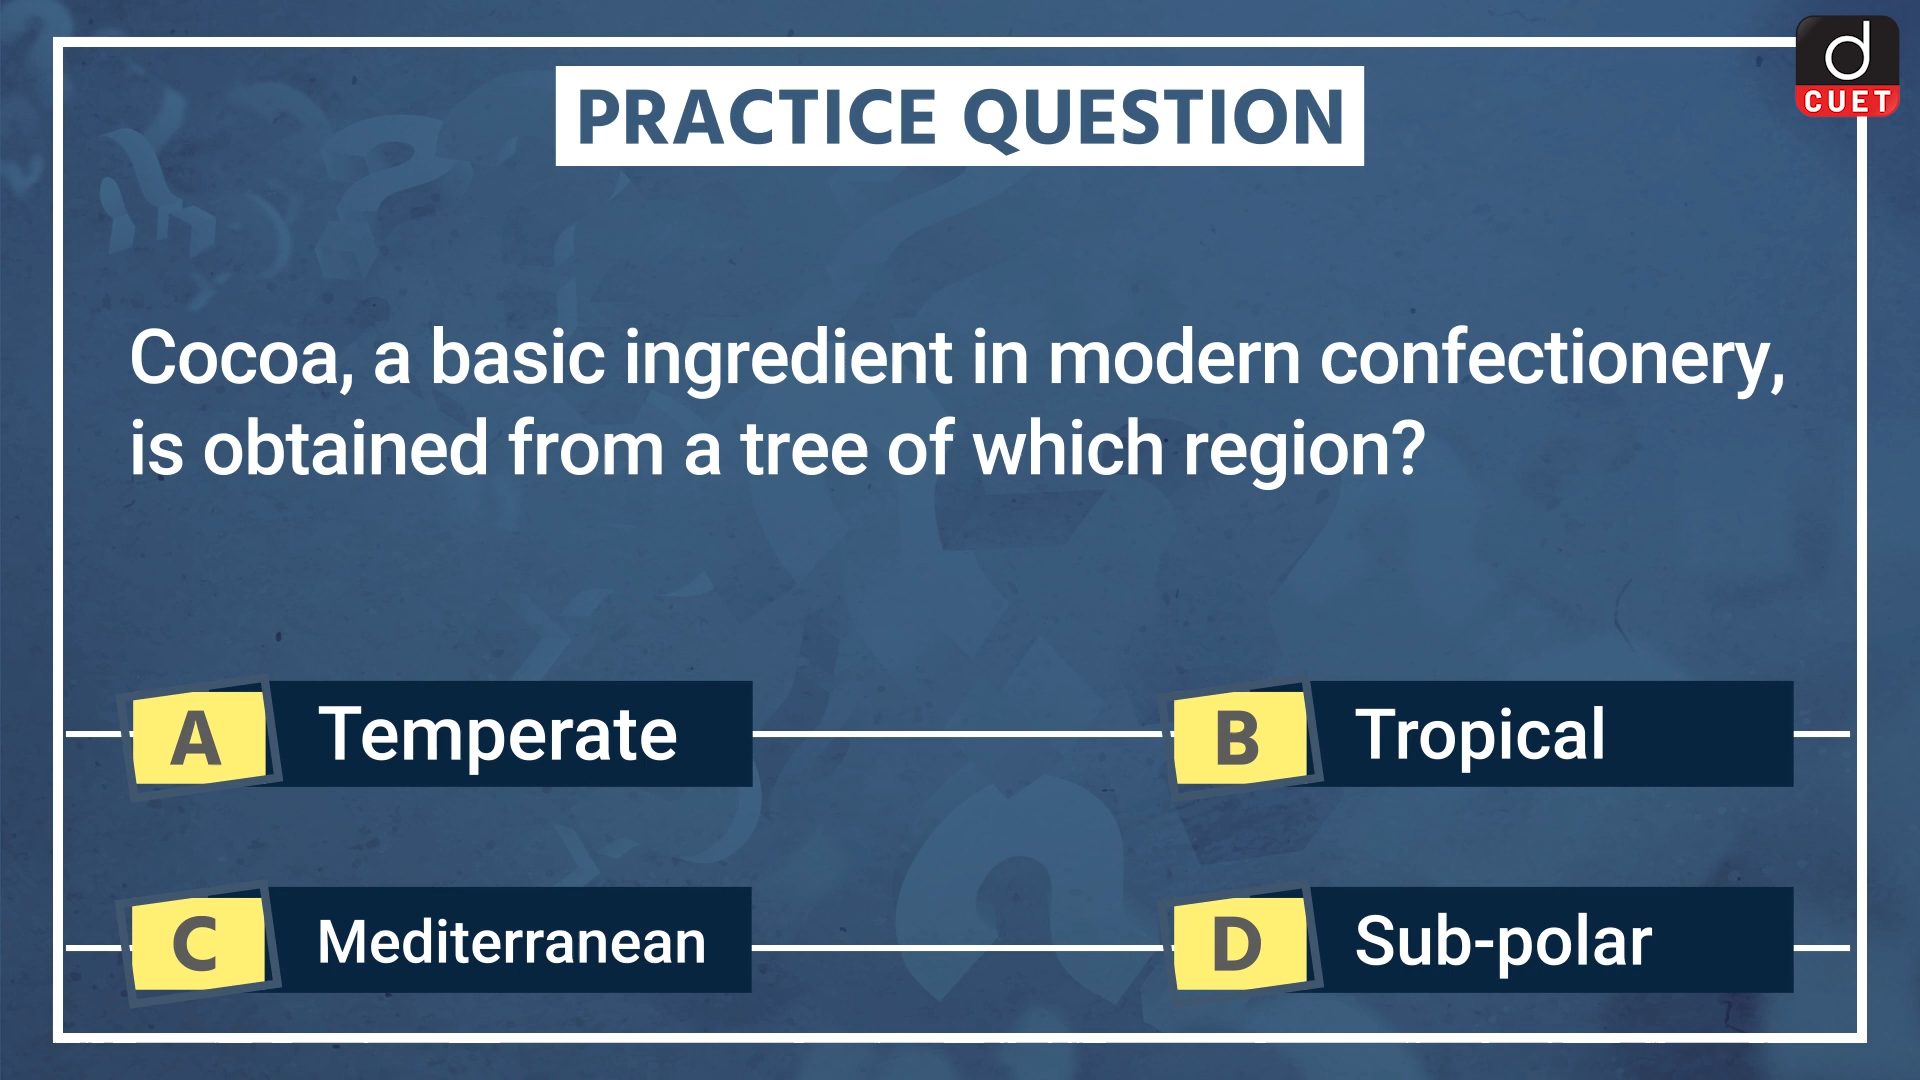 d
CUET
PRACTICE QUESTION
Cocoa, a basic ingredient in modern confectionery,
is obtained from a tree of which region?
A Temperate
B Tropical
C Mediterranean
D Sub-polar